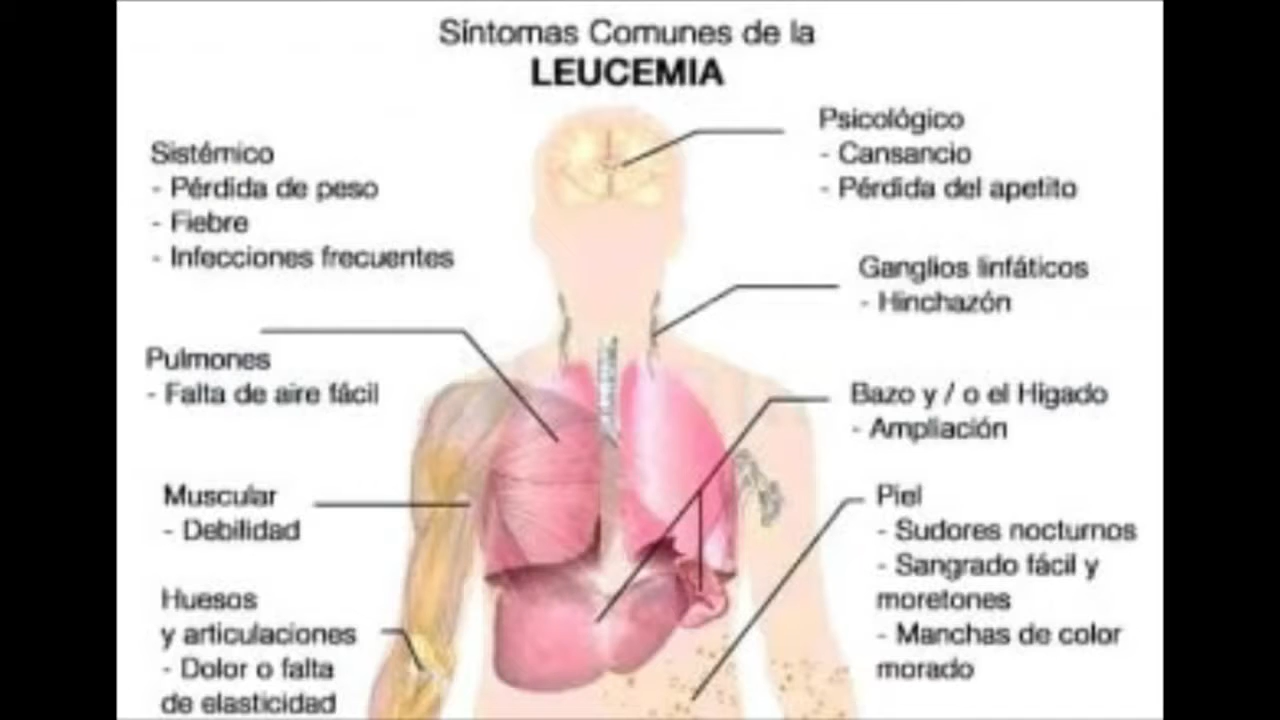 Síntomas Comunes de la
LEUCEMIA
Sistémico
- Pérdida de peso
- Fiebre
- Infecciones frecuentes
Pulmones
- Falta de aire fácil
Muscular
- Debilidad
Huesos
y articulaciones
- Dolor o falta
de elasticidad
Psicológico
- Cansancio
- Pérdida del apetito
Ganglios linfáticos
- Hinchazón
Bazo y / o el Higado
- Ampliación
Piel
- Sudores nocturnos
- Sangrado fácil y
moretones
- Manchas de color
morado